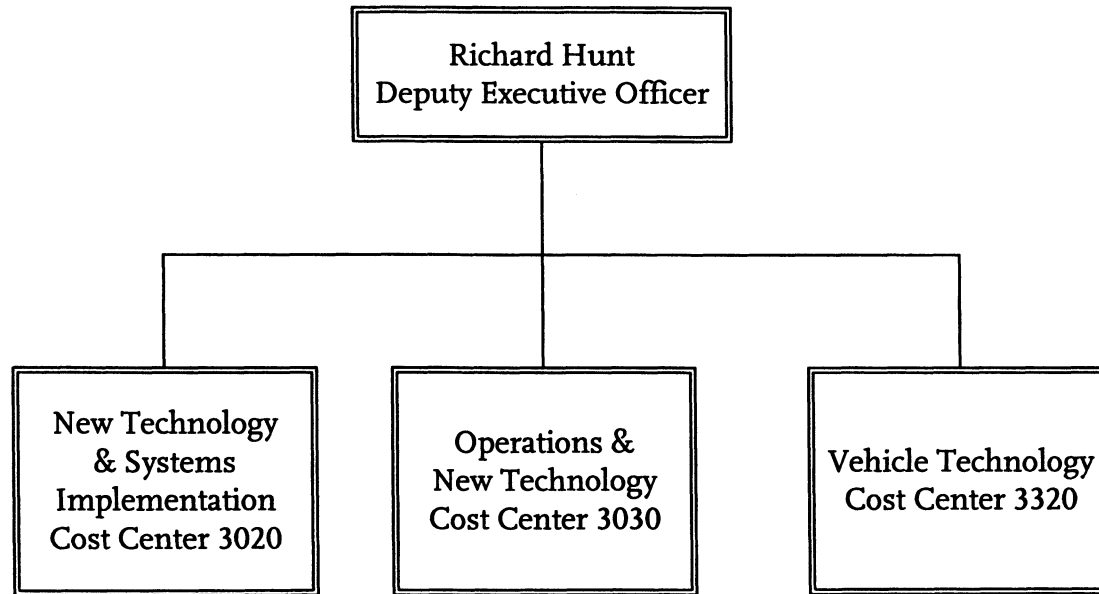 Richard Hunt
Deputy Executive Officer
New Technology
& Systems
Implementation
Cost Center 3020
Operations &
New Technology
Cost Center 3030
Vehicle Technology
Cost Center 3320